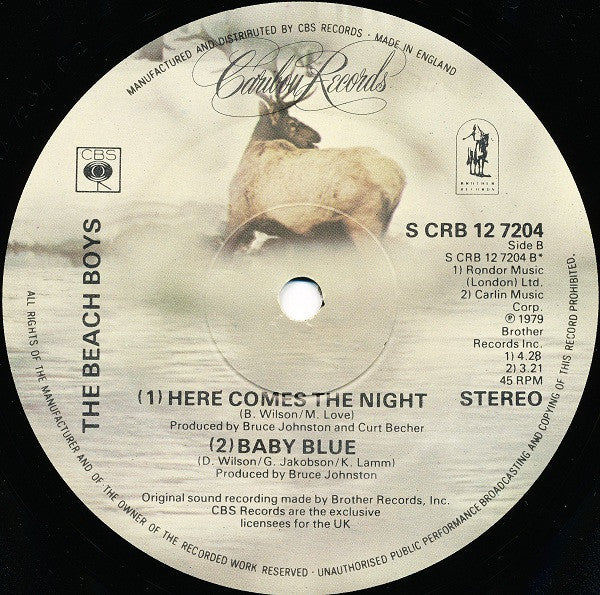 MANUFACTURED AND DISTRIBUTED BY CBS RECORDS · MADE IN ENGLAND
Caribou Records
CBS
BROTHER
RECORDS
THE BEACH BOYS
S CRB 12 7204
Side B
S CRB 12 7204 B*
1) Rondor Music
(London) Ltd.
2) Carlin Music
Corp.
℗ 1979
Brother
Records Inc.
1) 4.28
2) 3.21
45 RPM
STEREO
(1) HERE COMES THE NIGHT
(B. Wilson/M. Love)
Produced by Bruce Johnston and Curt Becher
(2) BABY BLUE
(D. Wilson/G. Jakobson/K. Lamm)
Produced by Bruce Johnston
Original sound recording made by Brother Records, Inc.
CBS Records are the exclusive
licensees for the UK
ALL RIGHTS OF THE MANUFACTURER AND OF THE OWNER OF THE RECORDED WORK RESERVED · UNAUTHORISED PUBLIC PERFORMANCE BROADCASTING AND COPYING OF THIS RECORD PROHIBITED.